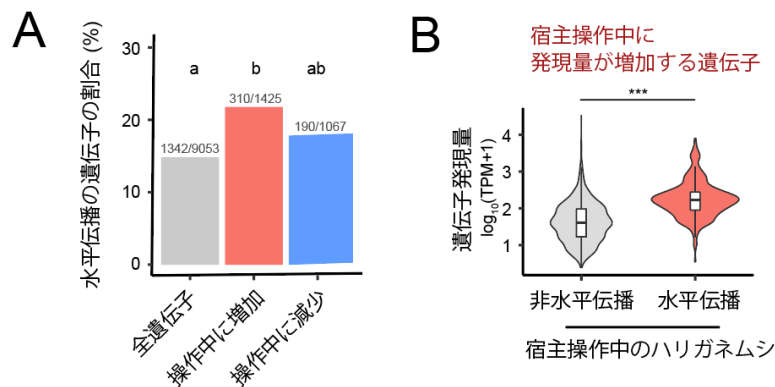 A
水平伝播の遺伝子の割合 (%)
30
20
10
0
a
b
ab
1342/9053
310/1425
190/1067
全遺伝子
操作中に増加
操作中に減少
B
宿主操作中に
発現量が増加する遺伝子
***
遺伝子発現量
log10(TPM+1)
4
3
2
1
非水平伝播
水平伝播
宿主操作中のハリガネムシ